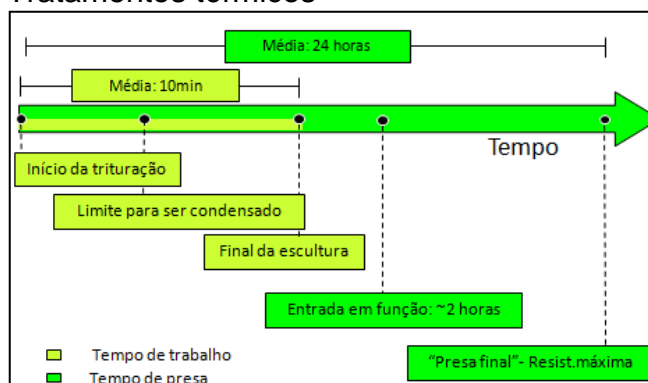 Tratamentos térmicos
Média: 24 horas
Média: 10min
Tempo
Início da trituração
Limite para ser condensado
Final da escultura
Entrada em função: ~2 horas
Tempo de trabalho
"Presa final"- Resist.máxima
Tempo de presa